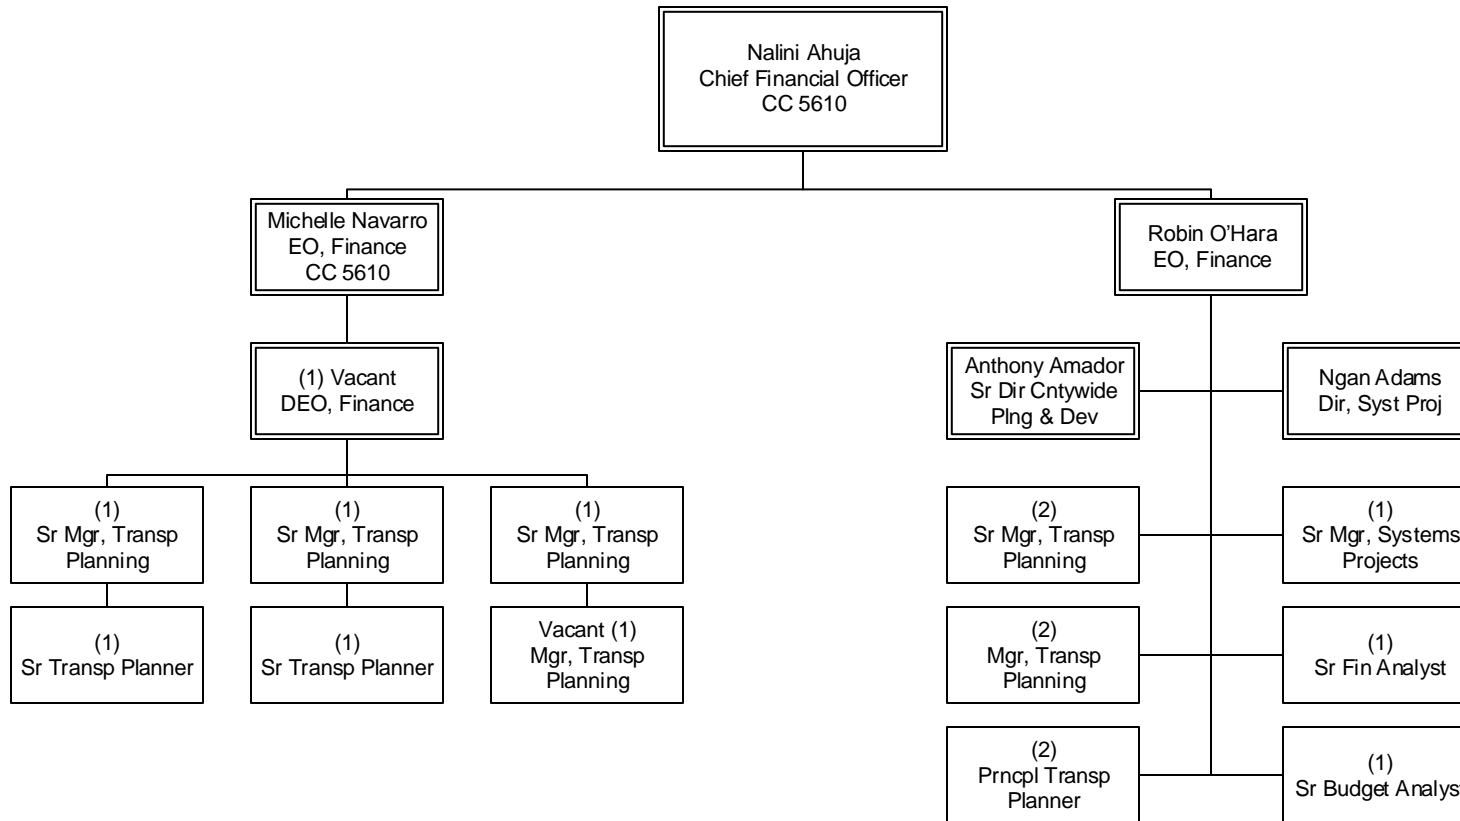 Nalini Ahuja
Chief Financial Officer
CC 5610
Michelle Navarro
EO, Finance
CC 5610
Robin O'Hara
EO, Finance
(1) Vacant
DEO, Finance
Anthony Amador
Sr Dir Cntywide
Plng & Dev
Ngan Adams
Dir, Syst Proj
(1)
Sr Mgr, Transp
Planning
(1)
Sr Mgr, Transp
Planning
(1)
Sr Mgr, Transp
Planning
(2)
Sr Mgr, Transp
Planning
(1)
Sr Mgr, Systems
Projects
(1)
Sr Transp Planner
(1)
Sr Transp Planner
Vacant (1)
Mgr, Transp
Planning
(2)
Mgr, Transp
Planning
(1)
Sr Fin Analyst
(2)
Prncpl Transp
Planner
(1)
Sr Budget Analyst